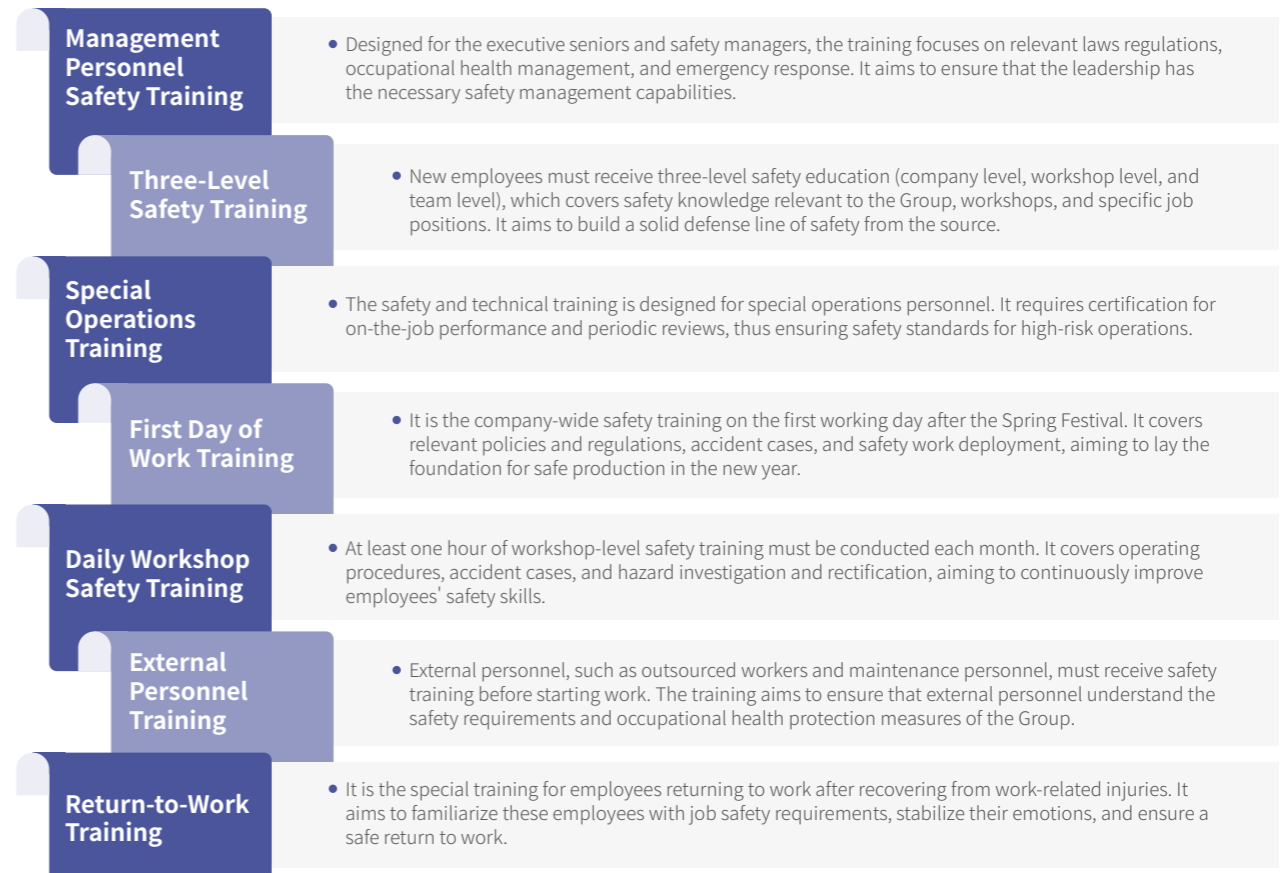 Management
Personnel
Safety Training
• Designed for the executive seniors and safety managers, the training focuses on relevant laws regulations,
occupational health management, and emergency response. It aims to ensure that the leadership has
the necessary safety management capabilities.
Three-Level
Safety Training
• New employees must receive three-level safety education (company level, workshop level, and
team level), which covers safety knowledge relevant to the Group, workshops, and specific job
positions. It aims to build a solid defense line of safety from the source.
Special
Operations
Training
• The safety and technical training is designed for special operations personnel. It requires certification for
on-the-job performance and periodic reviews, thus ensuring safety standards for high-risk operations.
First Day of
Work Training
• It is the company-wide safety training on the first working day after the Spring Festival. It covers
relevant policies and regulations, accident cases, and safety work deployment, aiming to lay the
foundation for safe production in the new year.
Daily Workshop
Safety Training
• At least one hour of workshop-level safety training must be conducted each month. It covers operating
procedures, accident cases, and hazard investigation and rectification, aiming to continuously improve
employees' safety skills.
External
Personnel
Training
• External personnel, such as outsourced workers and maintenance personnel, must receive safety
training before starting work. The training aims to ensure that external personnel understand the
safety requirements and occupational health protection measures of the Group.
Return-to-Work
Training
• It is the special training for employees returning to work after recovering from work-related injuries. It
aims to familiarize these employees with job safety requirements, stabilize their emotions, and ensure a
safe return to work.